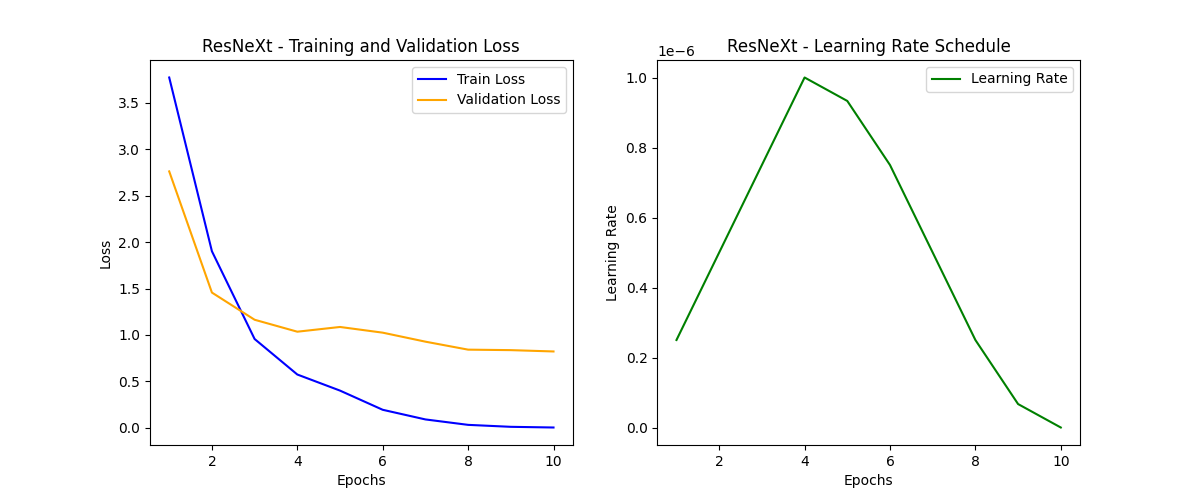 ResNeXt - Training and Validation Loss
Train Loss
Validation Loss
Loss
3.5
3.0
2.5
2.0
1.5
1.0
0.5
0.0
2 4 6 8 10
Epochs
ResNeXt - Learning Rate Schedule
1e−6
Learning Rate
Learning Rate
1.0
0.8
0.6
0.4
0.2
0.0
2 4 6 8 10
Epochs